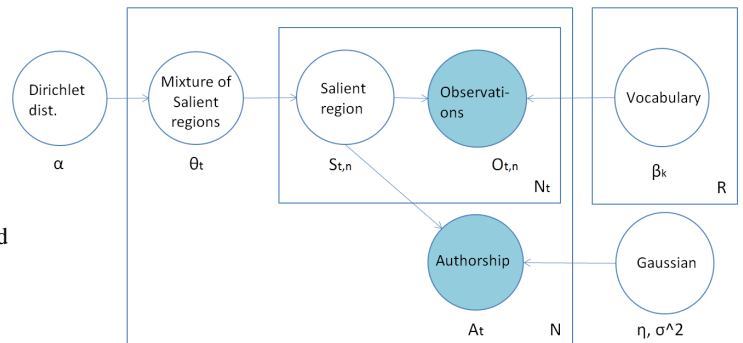 Dirichlet
dist.
α
Mixture of
Salient
regions
θt
Salient
region
St,n
Observati-
ons
Ot,n
Nt
Vocabulary
βk
R
d
Authorship
At
N
Gaussian
η, σ^2